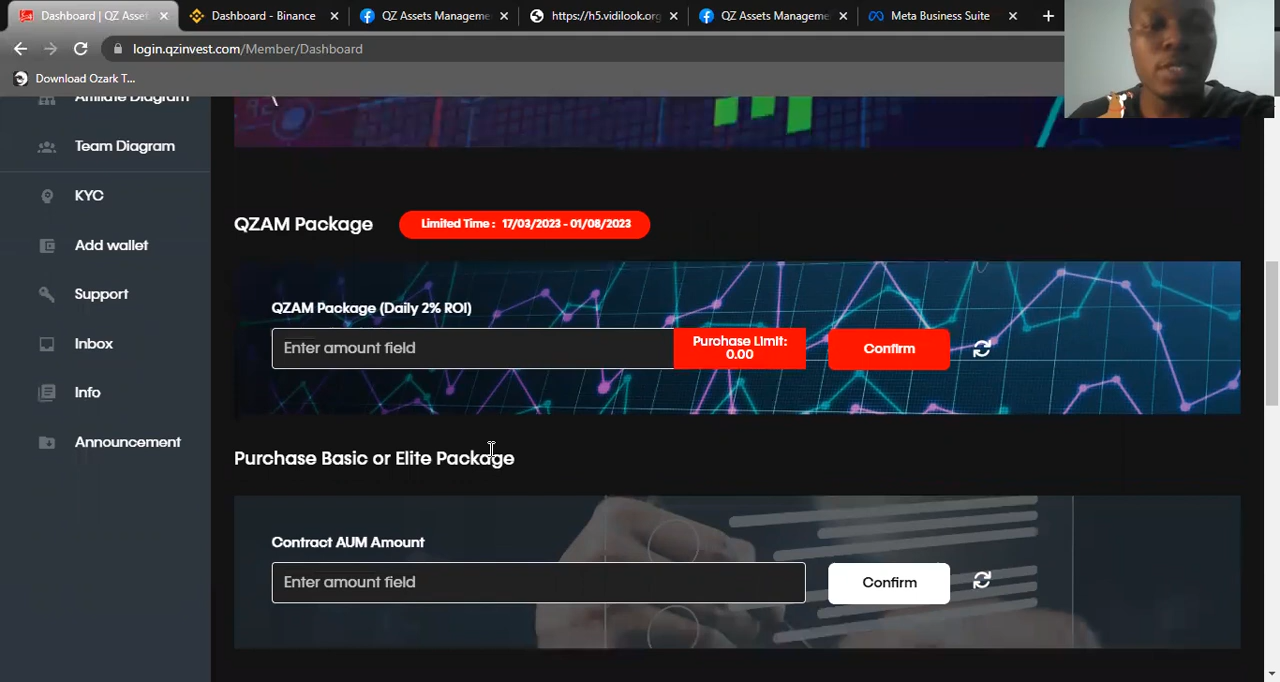 Dashboard | QZ Asset
Dashboard - Binance
QZ Assets Manageme
https://h5.vidilook.org
QZ Assets Manageme
Meta Business Suite
login.qzinvest.com/Member/Dashboard
Download Ozark T...
Affiliate Diagram
Team Diagram
KYC
Add wallet
Support
Inbox
Info
Announcement
QZAM Package
Limited Time : 17/03/2023 - 01/08/2023
QZAM Package (Daily 2% ROI)
Enter amount field
Purchase Limit:
0.00
Confirm
Purchase Basic or Elite Package
Contract AUM Amount
Enter amount field
Confirm